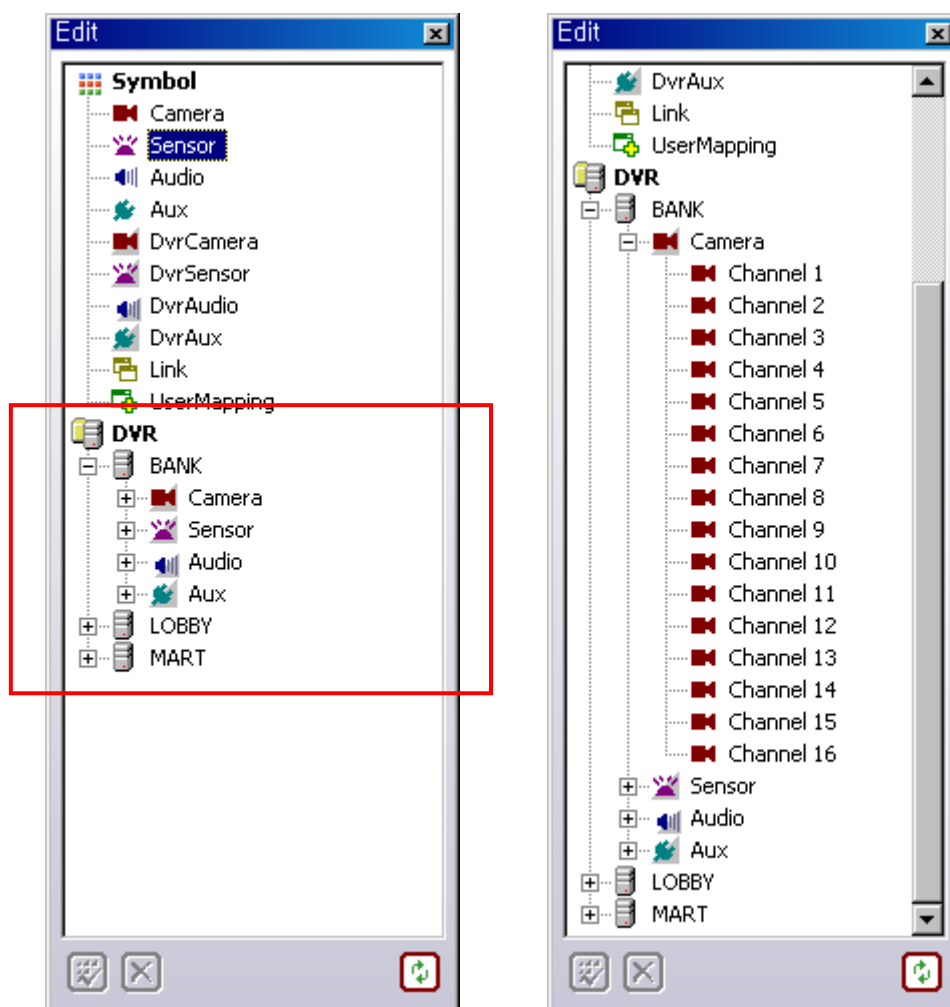 Edit
Symbol
Camera
Sensor
Audio
Aux
DvrCamera
DvrSensor
DvrAudio
DvrAux
Link
UserMapping
DVR
BANK
Camera
Sensor
Audio
Aux
LOBBY
MART
Edit
DvrAux
Link
UserMapping
DVR
BANK
Camera
Channel 1
Channel 2
Channel 3
Channel 4
Channel 5
Channel 6
Channel 7
Channel 8
Channel 9
Channel 10
Channel 11
Channel 12
Channel 13
Channel 14
Channel 15
Channel 16
Sensor
Audio
Aux
LOBBY
MART